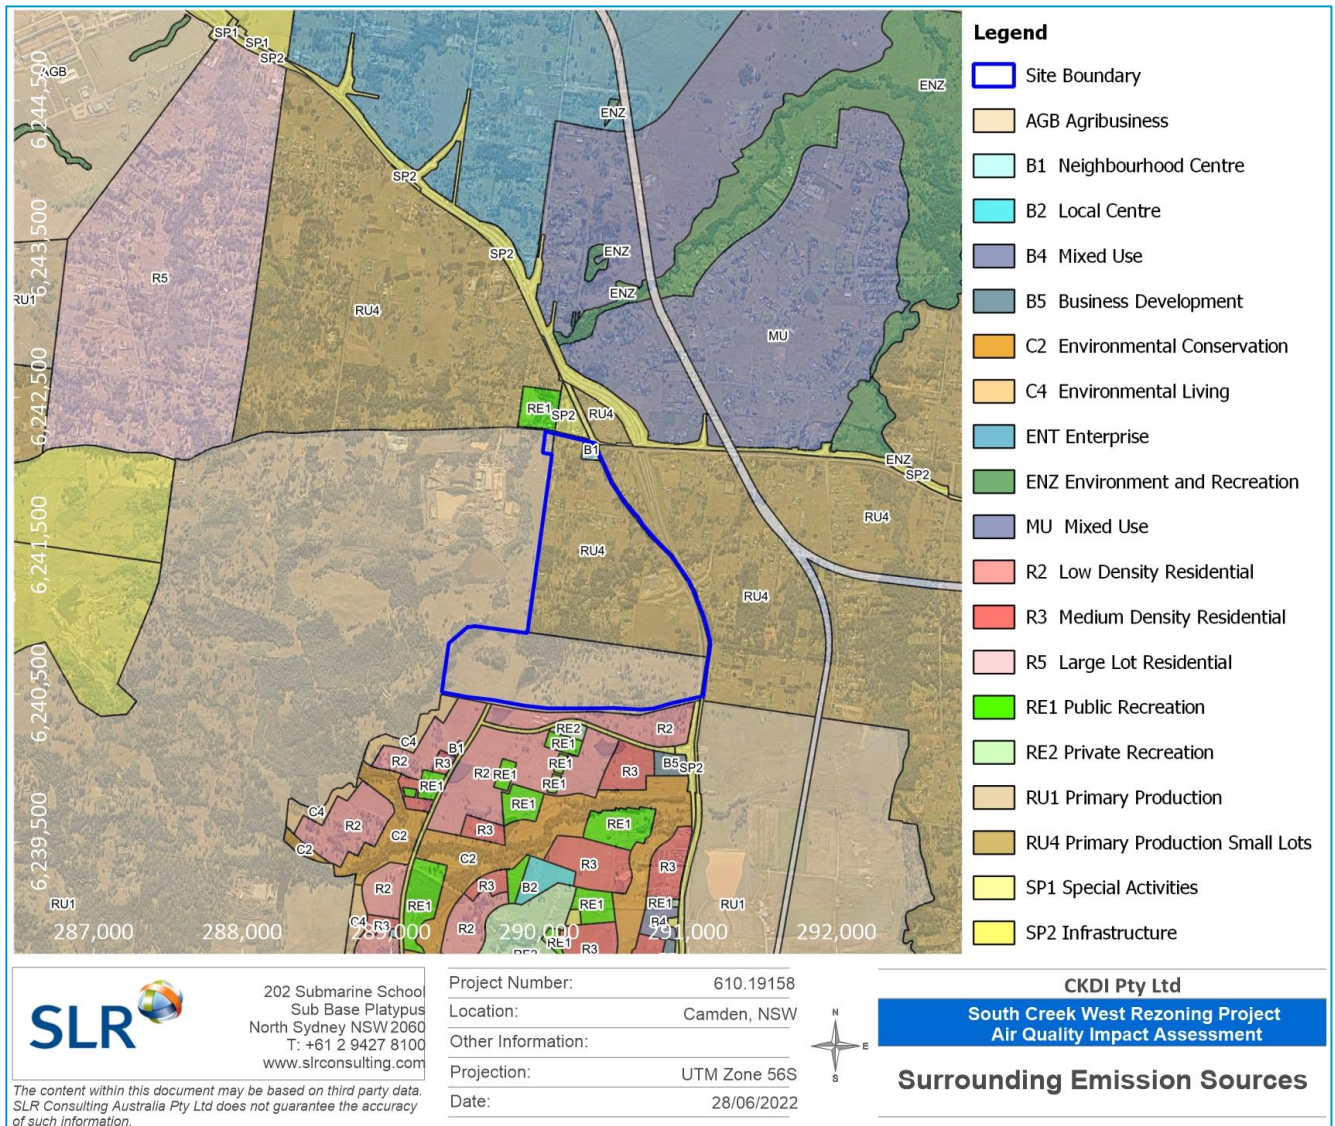 SP1
SP1
SP2
AGB
ENZ
ENZ
SP2
R5
RU1
RU4
SP2
ENZ
ENZ
MU
RE1
SP2
RU4
B1
ENZ
SP2
RU4
RU4
RU4
C4
R2
B1
R3
RE1
R2
RE1
RE2
RE1
RE1
RE1
R2
R3
B5
SP2
C4
R2
C2
C2
RE1
R3
C2
RE1
R3
R3
R2
RE1
R3
B2
RE1
RE1
B4
RU1
RU1
C4
R3
R2
RE1
R3
6,244,500
6,243,500
6,242,500
6,241,500
6,240,500
6,239,500
287,000
288,000
289,000
290,000
291,000
292,000
Legend
Site Boundary
AGB Agribusiness
B1 Neighbourhood Centre
B2 Local Centre
B4 Mixed Use
B5 Business Development
C2 Environmental Conservation
C4 Environmental Living
ENT Enterprise
ENZ Environment and Recreation
MU Mixed Use
R2 Low Density Residential
R3 Medium Density Residential
R5 Large Lot Residential
RE1 Public Recreation
RE2 Private Recreation
RU1 Primary Production
RU4 Primary Production Small Lots
SP1 Special Activities
SP2 Infrastructure
SLR
202 Submarine School
Sub Base Platypus
North Sydney NSW 2060
T: +61 2 9427 8100
www.slrconsulting.com
The content within this document may be based on third party data.
SLR Consulting Australia Pty Ltd does not guarantee the accuracy
of such information.
Project Number: 610.19158
Location: Camden, NSW
Other Information:
Projection: UTM Zone 56S
Date: 28/06/2022
N
E
S
CKDI Pty Ltd
South Creek West Rezoning Project
Air Quality Impact Assessment
Surrounding Emission Sources